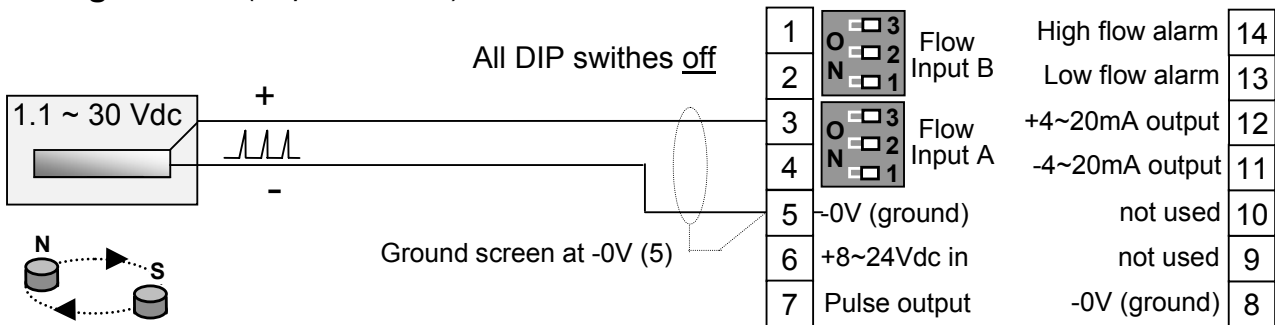 1 O N 3 2 1 Flow Input B High flow alarm 14
All DIP swithes off
2 Low flow alarm 13
1.1 ~ 30 Vdc + 3 O N 3 2 1 Flow Input A +4~20mA output 12
- 4 -4~20mA output 11
5 -0V (ground) not used 10
Ground screen at -0V (5) 6 +8~24Vdc in not used 9
N S
7 Pulse output -0V (ground) 8